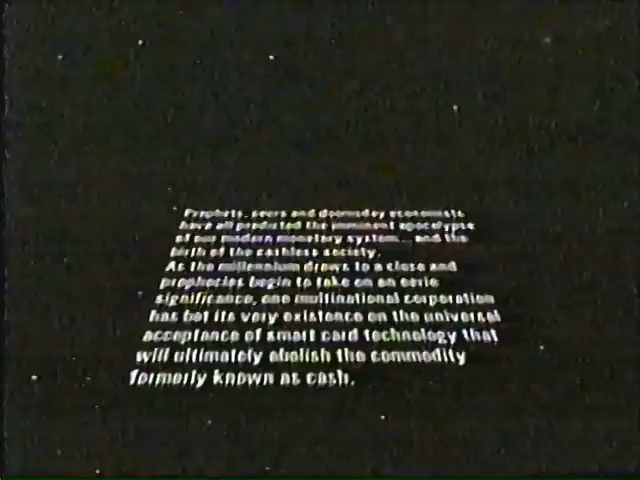 Prophets, seers and doomsday economists
have all predicted the imminent apocalypse
of our modern monetary system... and the
birth of the cashless society.
As the millennium draws to a close and
prophecies begin to take on an eerie
significance, one multinational corporation
has bet its very existence on the universal
acceptance of smart card technology that
will ultimately abolish the commodity
formerly known as cash.